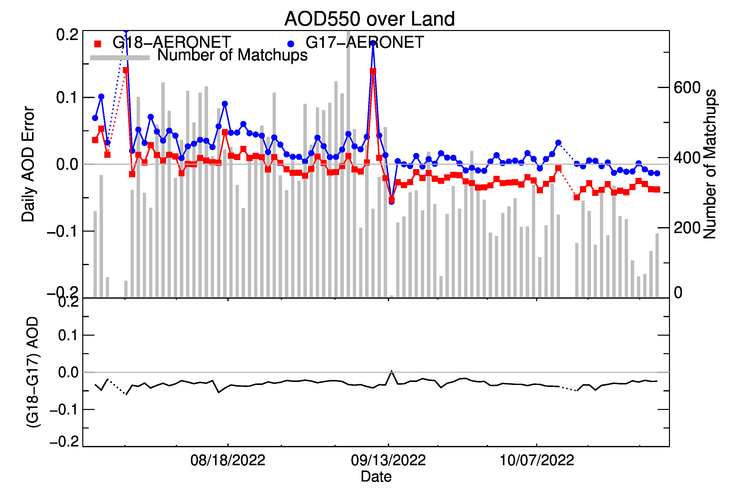 AOD550 over Land
G18−AERONET G17−AERONET
Number of Matchups
0.2
0.1
0.0
−0.1
−0.2
Daily AOD Error
600
400
200
0
Number of Matchups
0.2
0.1
0.0
−0.1
−0.2
(G18−G17) AOD
08/18/2022 09/13/2022 10/07/2022
Date